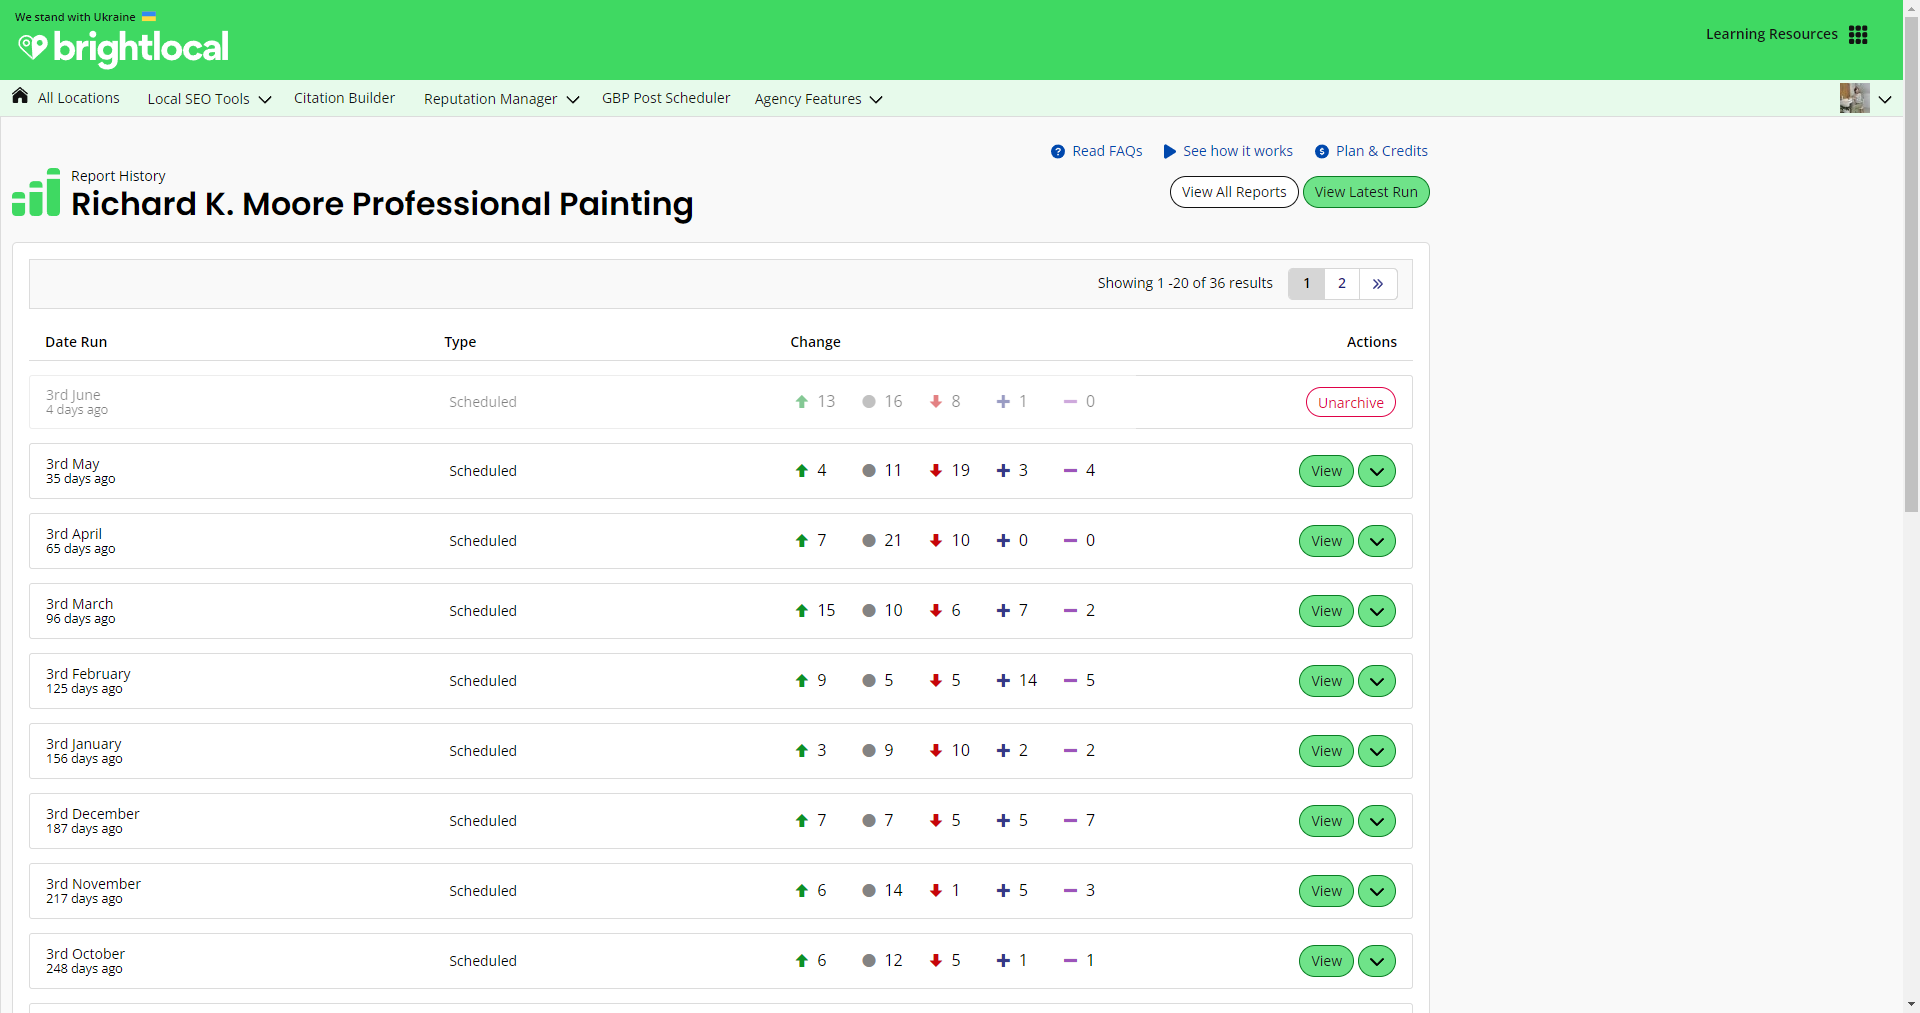 We stand with Ukraine
brightlocal
Learning Resources
All Locations Local SEO Tools Citation Builder Reputation Manager GBP Post Scheduler Agency Features
Read FAQs See how it works Plan & Credits
Report History
Richard K. Moore Professional Painting
View All Reports View Latest Run
Showing 1 -20 of 36 results 1 2 »
Date Run Type Change Actions
3rd June
4 days ago
Scheduled 13 16 8 1 0 Unarchive
3rd May
35 days ago
Scheduled 4 11 19 3 4 View
3rd April
65 days ago
Scheduled 7 21 10 0 0 View
3rd March
96 days ago
Scheduled 15 10 6 7 2 View
3rd February
125 days ago
Scheduled 9 5 5 14 5 View
3rd January
156 days ago
Scheduled 3 9 10 2 2 View
3rd December
187 days ago
Scheduled 7 7 5 5 7 View
3rd November
217 days ago
Scheduled 6 14 1 5 3 View
3rd October
248 days ago
Scheduled 6 12 5 1 1 View